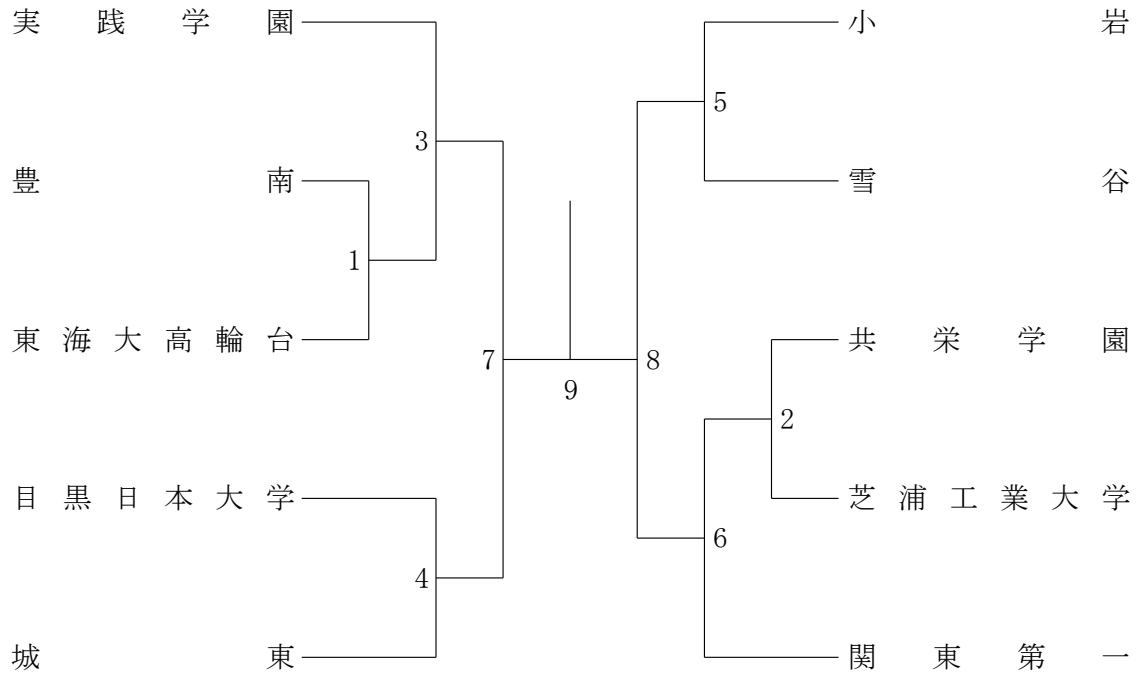 実践学園
豊南
東海大高輪台
目黒日本大学
城東
3
1
7
4
9
小岩
雪谷
共栄学園
芝浦工業大学
関東第一
5
8
2
6